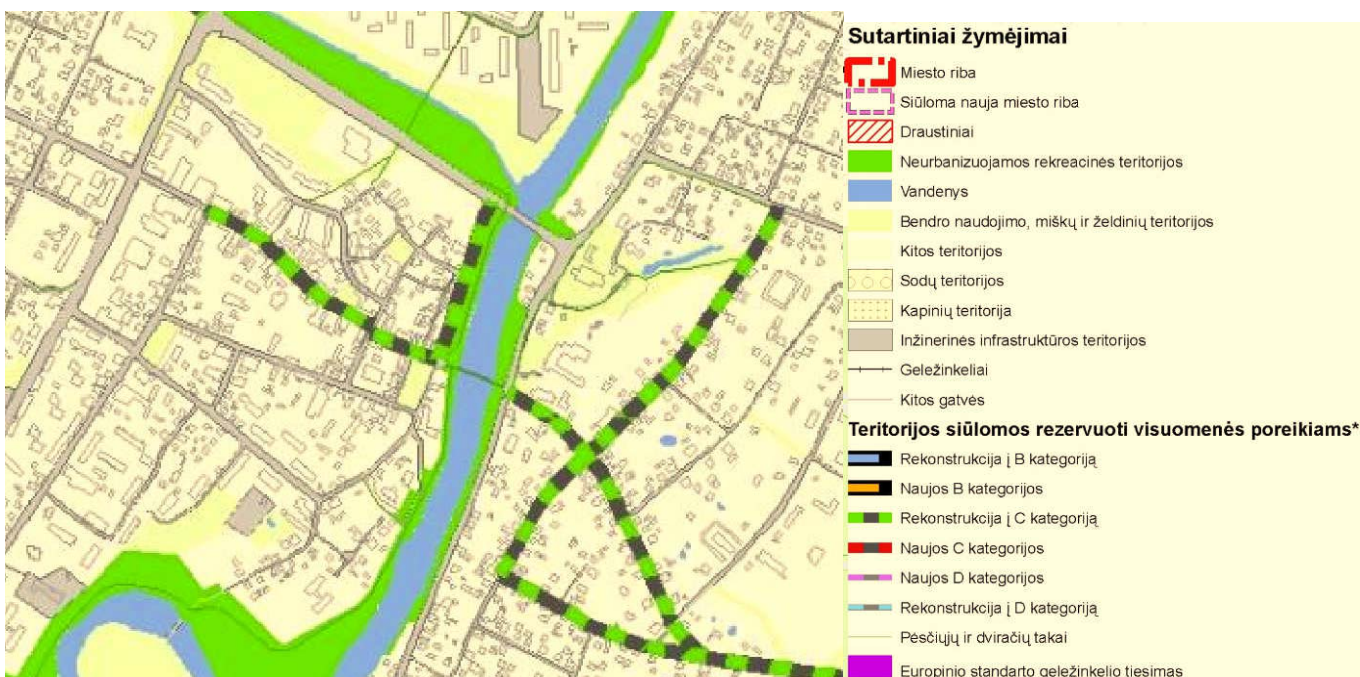 Sutartiniai žymėjimai
Miesto riba
Siūloma nauja miesto riba
Draustiniai
Neurbanizuojamos rekreacinės teritorijos
Vandenys
Bendro naudojimo, miškų ir želdinių teritorijos
Kitos teritorijos
Sodų teritorijos
Kapinių teritorija
Inžinerinės infrastruktūros teritorijos
Geležinkeliai
Kitos gatvės
Teritorijos siūlomos rezervuoti visuomenės poreikiams*
Rekonstrukcija į B kategoriją
Naujos B kategorijos
Rekonstrukcija į C kategoriją
Naujos C kategorijos
Naujos D kategorijos
Rekonstrukcija į D kategoriją
Pėsčiųjų ir dviračių takai
Europinio standarto geležinkelio tiesimas